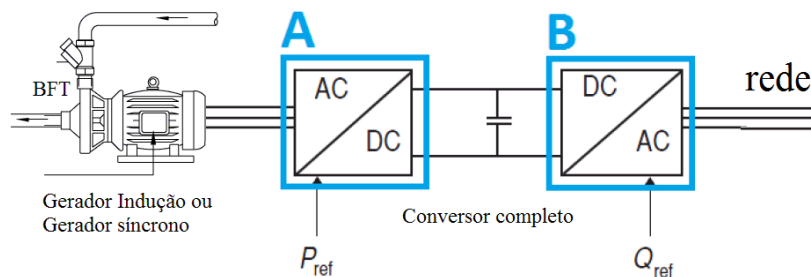 A
B
BFT
AC
DC
DC
AC
rede
Gerador Indução ou
Gerador síncrono
Conversor completo
Pref
Qref